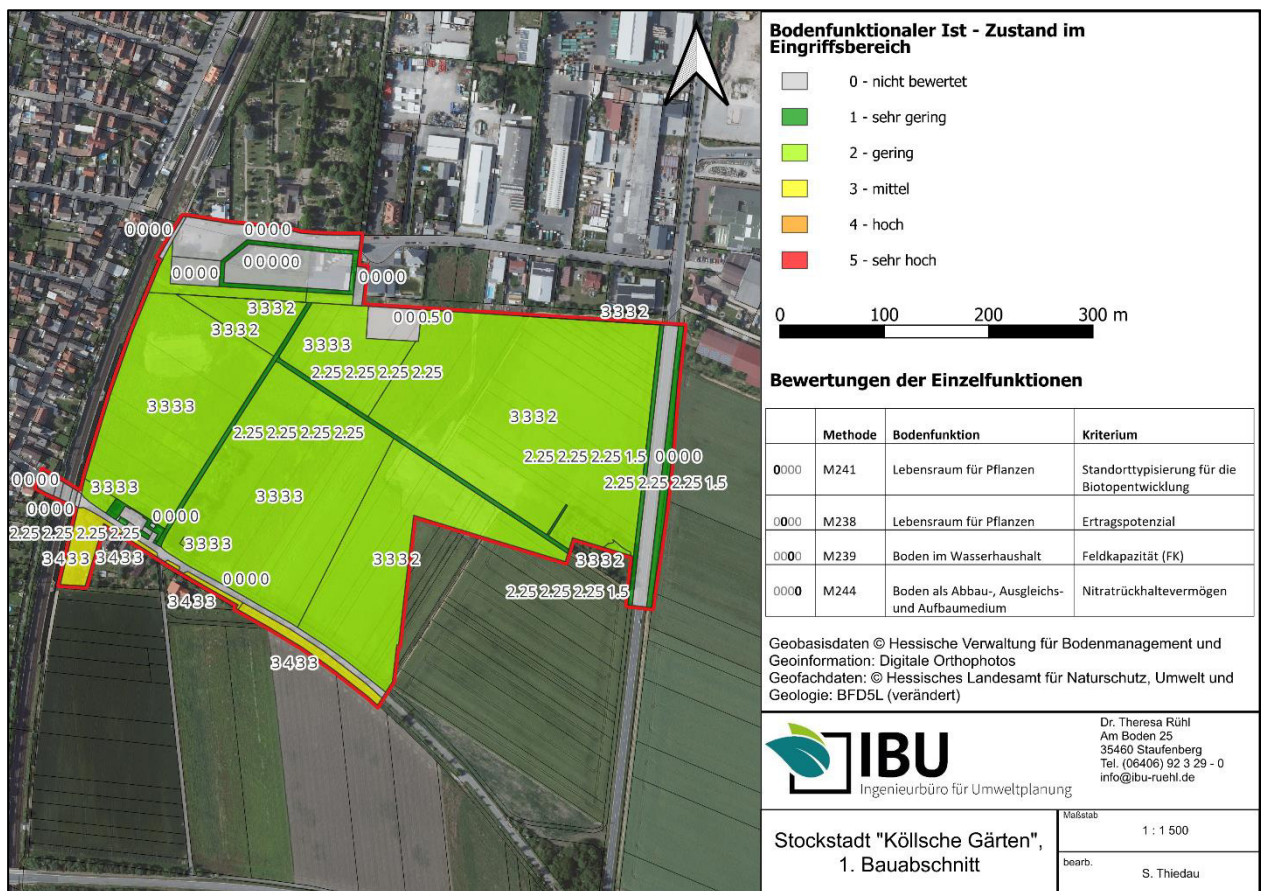 0000
0000
00000
0000
0000
3332
000.50
3332
3332
3333
2.25 2.25 2.25 2.25
3333
3332
2.25 2.25 2.25 2.25
2.25 2.25 2.25 1.5
0000
2.25 2.25 2.25 1.5
0000
3333
3333
0000
0000
2.25 2.25 2.25 2.25
3333
3433
3433
3332
3332
0000
2.25 2.25 2.25 1.5
3433
3433
Bodenfunktionaler Ist - Zustand im
Eingriffsbereich
0 - nicht bewertet
1 - sehr gering
2 - gering
3 - mittel
4 - hoch
5 - sehr hoch
0 100 200 300 m
Bewertungen der Einzelfunktionen
Methode Bodenfunktion Kriterium
0000 M241 Lebensraum für Pflanzen Standorttypisierung für die
Biotopentwicklung
0000 M238 Lebensraum für Pflanzen Ertragspotenzial
0000 M239 Boden im Wasserhaushalt Feldkapazität (FK)
0000 M244 Boden als Abbau-, Ausgleichs- Nitratrückhaltevermögen
und Aufbaumedium
Geobasisdaten © Hessische Verwaltung für Bodenmanagement und
Geoinformation: Digitale Orthophotos
Geofachdaten: © Hessisches Landesamt für Naturschutz, Umwelt und
Geologie: BFD5L (verändert)
IBU
Ingenieurbüro für Umweltplanung
Dr. Theresa Rühl
Am Boden 25
35460 Staufenberg
Tel. (06406) 92 3 29 - 0
info@ibu-ruehl.de
Stockstadt "Köllsche Gärten",
1. Bauabschnitt
Maßstab
1 : 1 500
bearb.
S. Thiedau